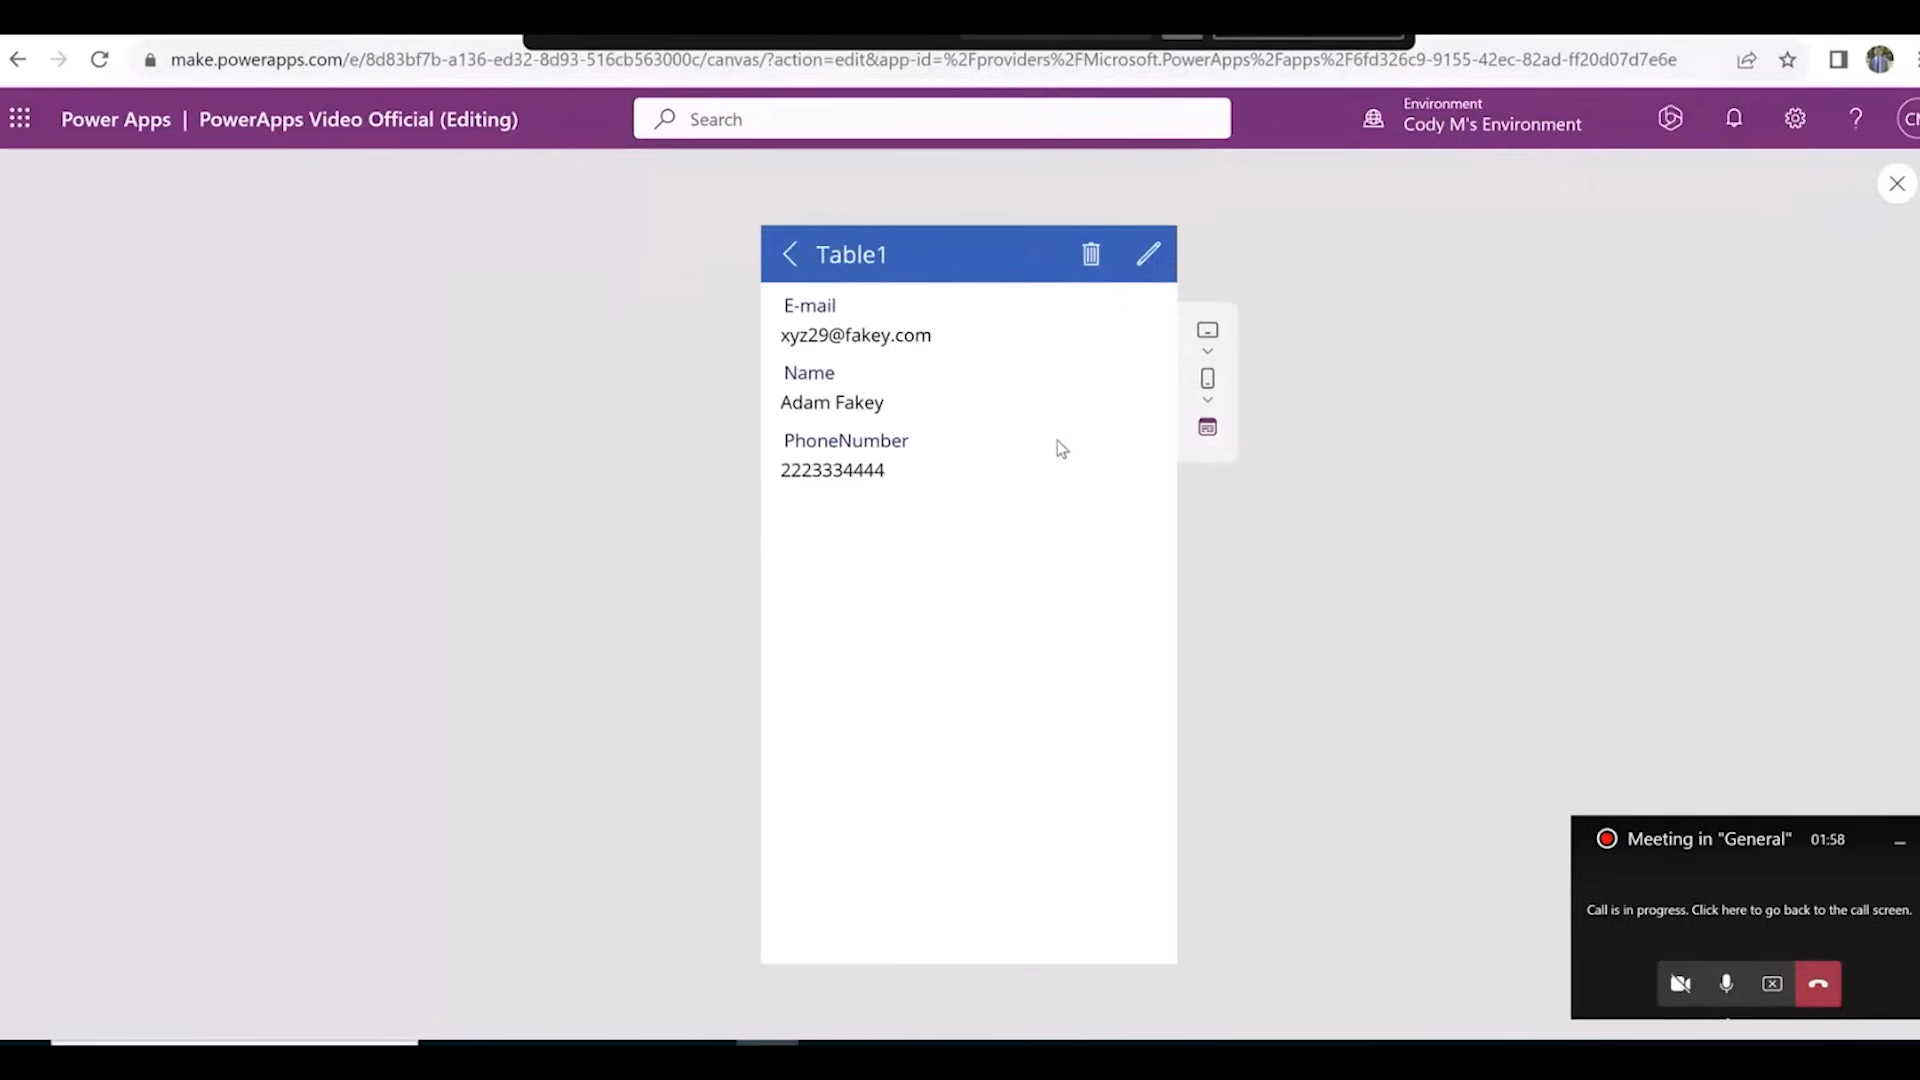 make.powerapps.com/e/8d83bf7b-a136-ed32-8d93-516cb563000c/canvas/?action=edit&app-id=%2Fproviders%2FMicrosoft.PowerApps%2Fapps%2F6fd326c9-9155-42ec-82ad-ff20d07d7e6e
Power Apps | PowerApps Video Official (Editing)
Search
Environment
Cody M's Environment
?
Table1
E-mail
xyz29@fakey.com
Name
Adam Fakey
PhoneNumber
2223334444
Meeting in "General" 01:58
Call is in progress. Click here to go back to the call screen.